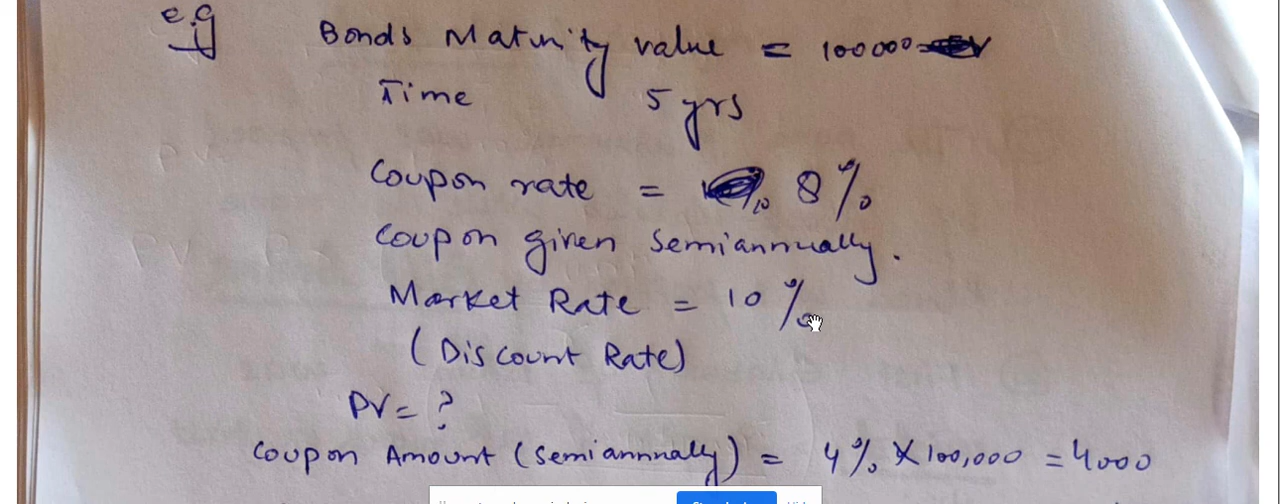 e.g Bonds Maturity value = 100000
Time 5 yrs
Coupon rate = 8%
Coupon given Semiannually.
Market Rate = 10%
(Discount Rate)
PV = ?
Coupon Amount (Semiannually) = 4% × 100,000 = 4000